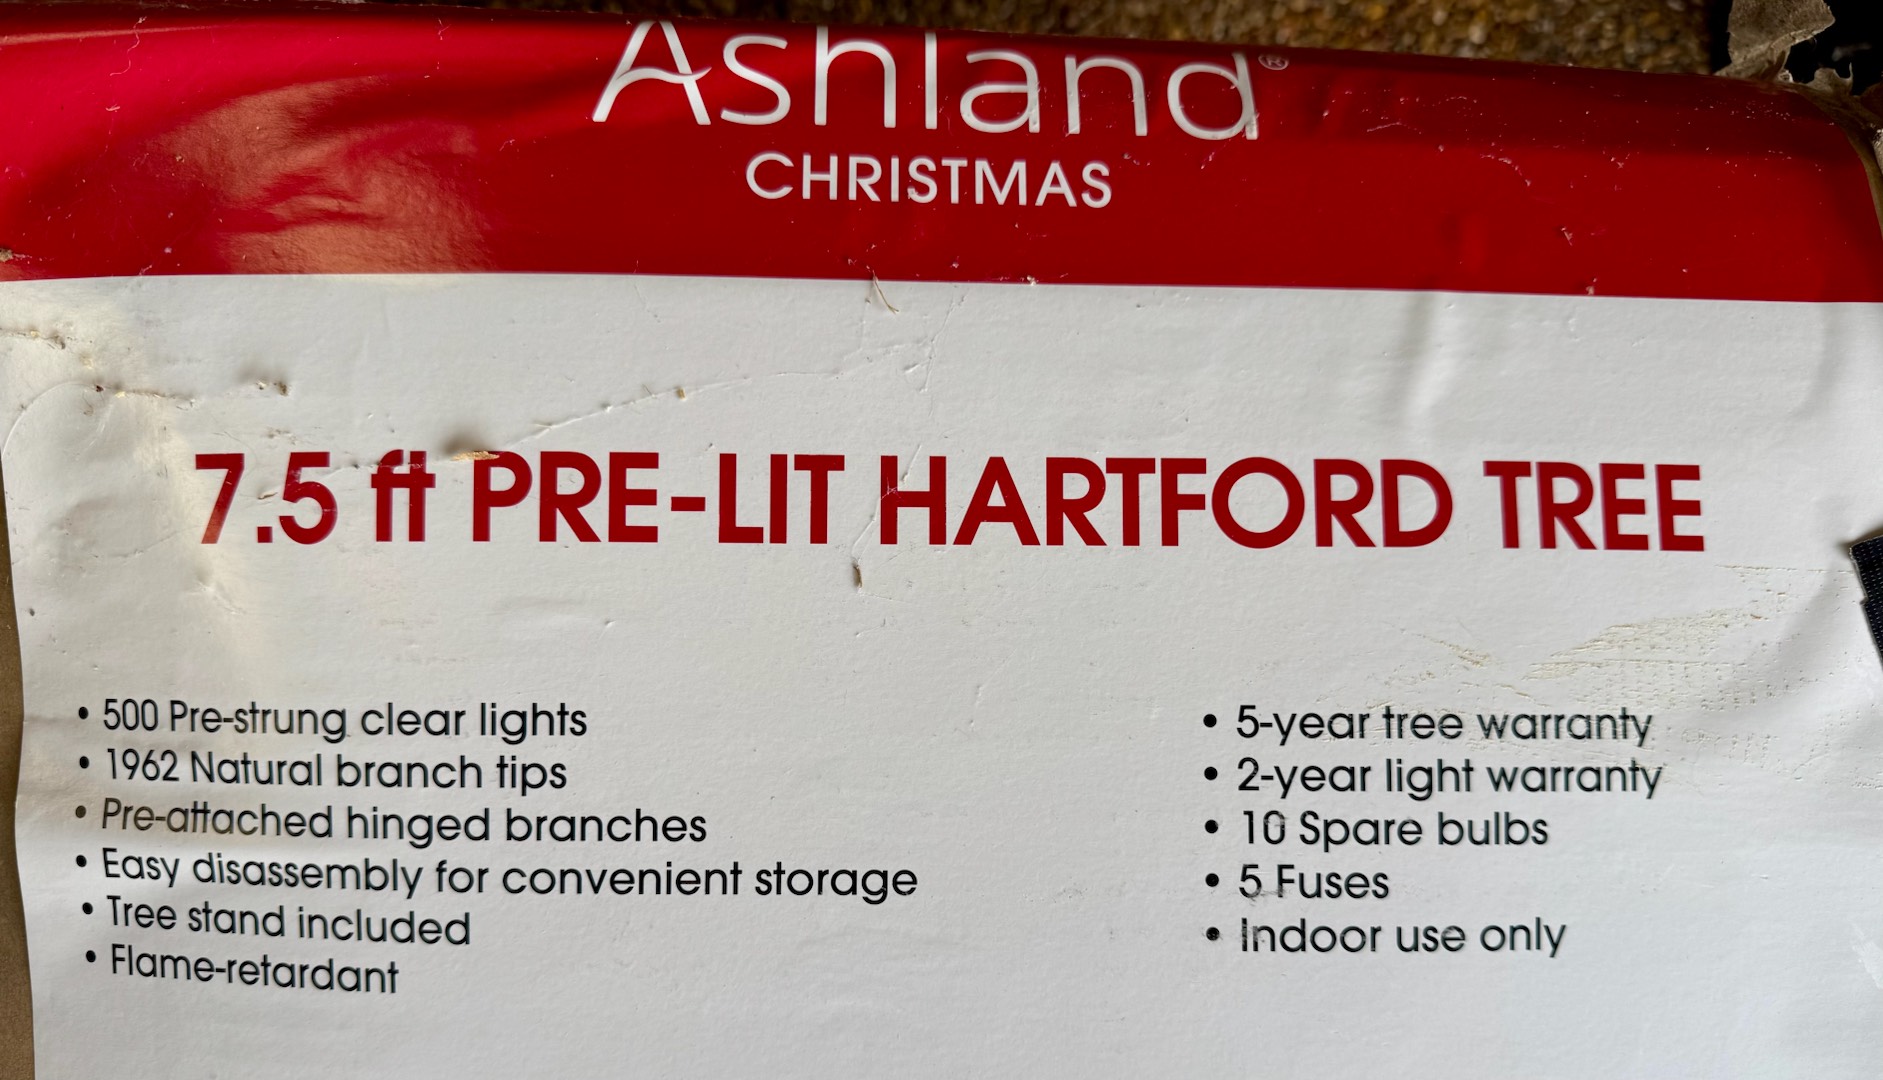 Ashland®
CHRISTMAS
7.5 ft PRE-LIT HARTFORD TREE
• 500 Pre-strung clear lights
• 1962 Natural branch tips
• Pre-attached hinged branches
• Easy disassembly for convenient storage
• Tree stand included
• Flame-retardant
• 5-year tree warranty
• 2-year light warranty
• 10 Spare bulbs
• 5 Fuses
• Indoor use only